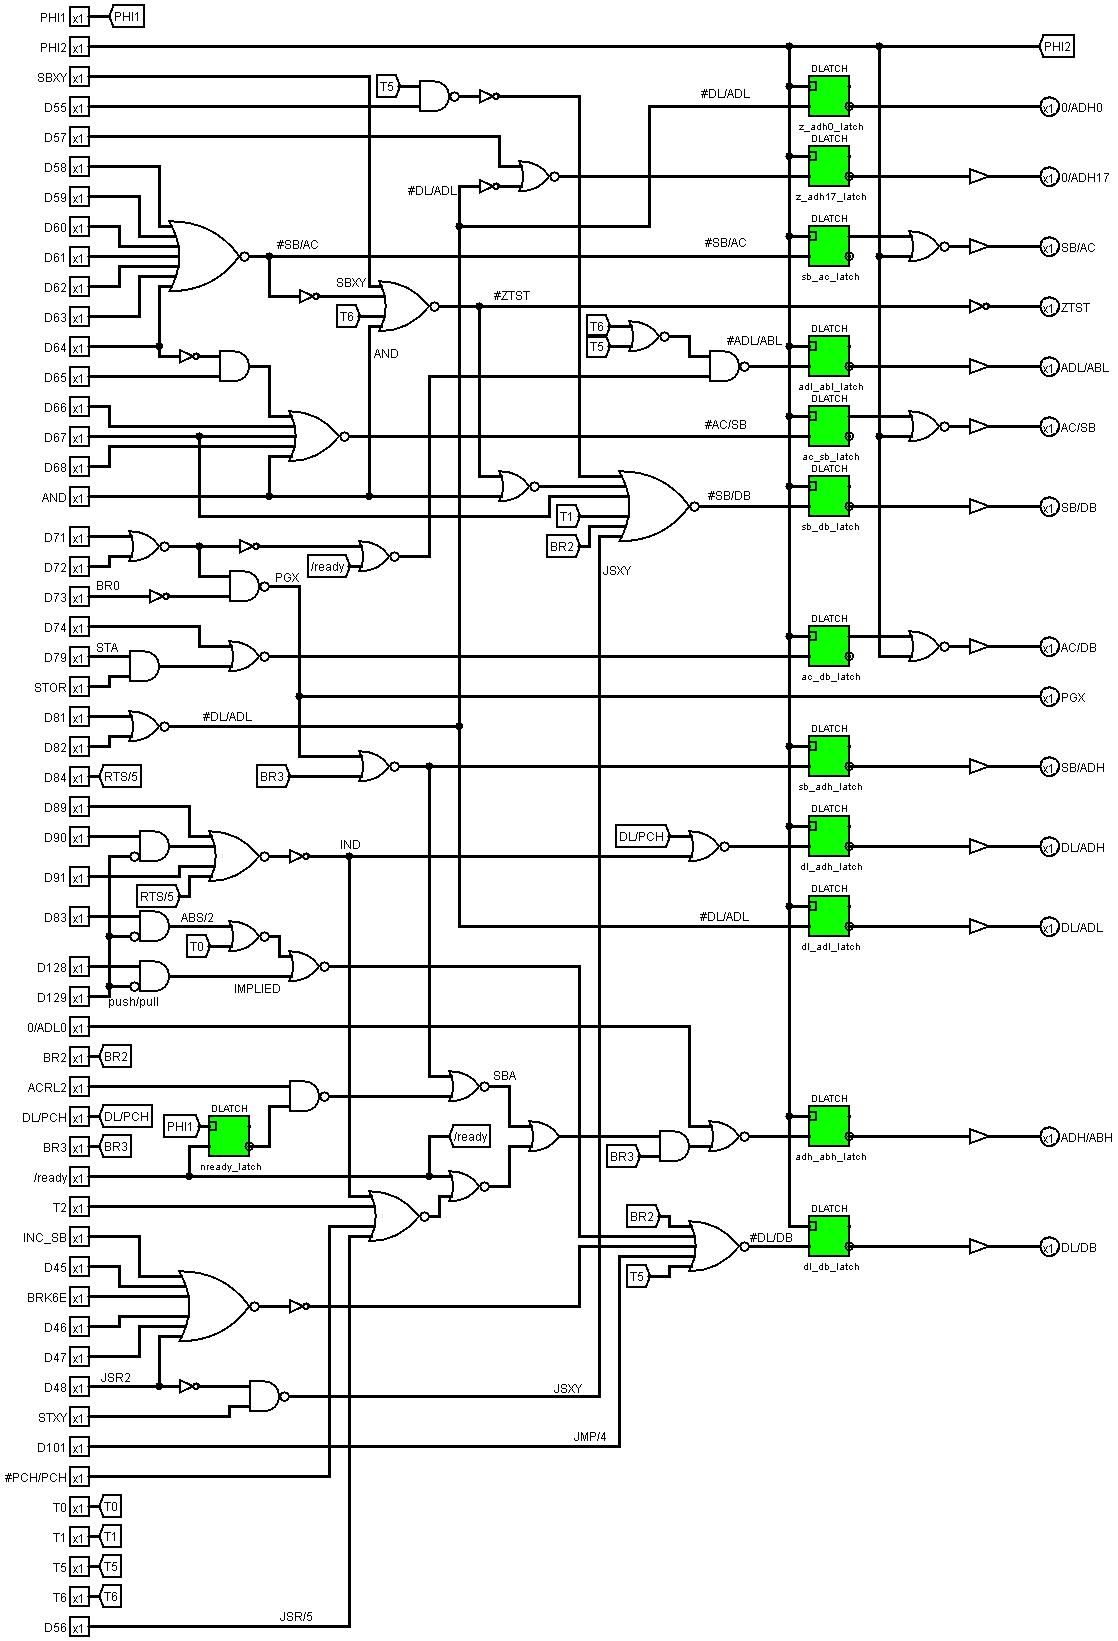 PHI1 x1 PHI1
PHI2 x1 PHI2
SBXY x1
DLATCH
T5
#DL/ADL
D55 x1
x1 0/ADH0
z_adh0_latch
D57 x1
DLATCH
D58 x1
x1 0/ADH17
#DL/ADL
D59 x1
z_adh17_latch
DLATCH
D60 x1
#SB/AC
#SB/AC
x1 SB/AC
D61 x1
sb_ac_latch
D62 x1
SBXY
#ZTST
x1 ZTST
D63 x1
T6
T6
DLATCH
D64 x1
T5
#ADL/ABL
AND
x1 ADL/ABL
D65 x1
adl_abl_latch
DLATCH
D66 x1
#AC/SB
x1 AC/SB
D67 x1
ac_sb_latch
D68 x1
DLATCH
AND x1
#SB/DB
x1 SB/DB
T1
sb_db_latch
D71 x1
BR2
D72 x1
/ready
JSXY
PGX
BR0
D73 x1
DLATCH
D74 x1
STA
x1 AC/DB
D79 x1
ac_db_latch
STOR x1
x1 PGX
D81 x1
#DL/ADL
DLATCH
D82 x1
x1 SB/ADH
D84 x1 RTS/5
BR3
sb_adh_latch
D89 x1
DLATCH
D90 x1
DL/PCH
IND
x1 DL/ADH
dl_adh_latch
D91 x1
RTS/5
DLATCH
D83 x1
ABS/2
#DL/ADL
x1 DL/ADL
T0
dl_adl_latch
D128 x1
IMPLIED
D129 x1
push/pull
0/ADL0 x1
BR2 x1 BR2
SBA
ACRL2 x1
DLATCH
DLATCH
DL/PCH x1 DL/PCH
PHI1
/ready
x1 ADH/ABH
BR3 x1 BR3
BR3
adh_abh_latch
nready_latch
/ready x1
T2 x1
DLATCH
BR2
INC_SB x1
#DL/DB
x1 DL/DB
D45 x1
T5
dl_db_latch
BRK6E x1
D46 x1
D47 x1
JSR2
D48 x1
JSXY
STXY x1
JMP/4
D101 x1
#PCH/PCH x1
T0 x1 T0
T1 x1 T1
T5 x1 T5
T6 x1 T6
JSR/5
D56 x1